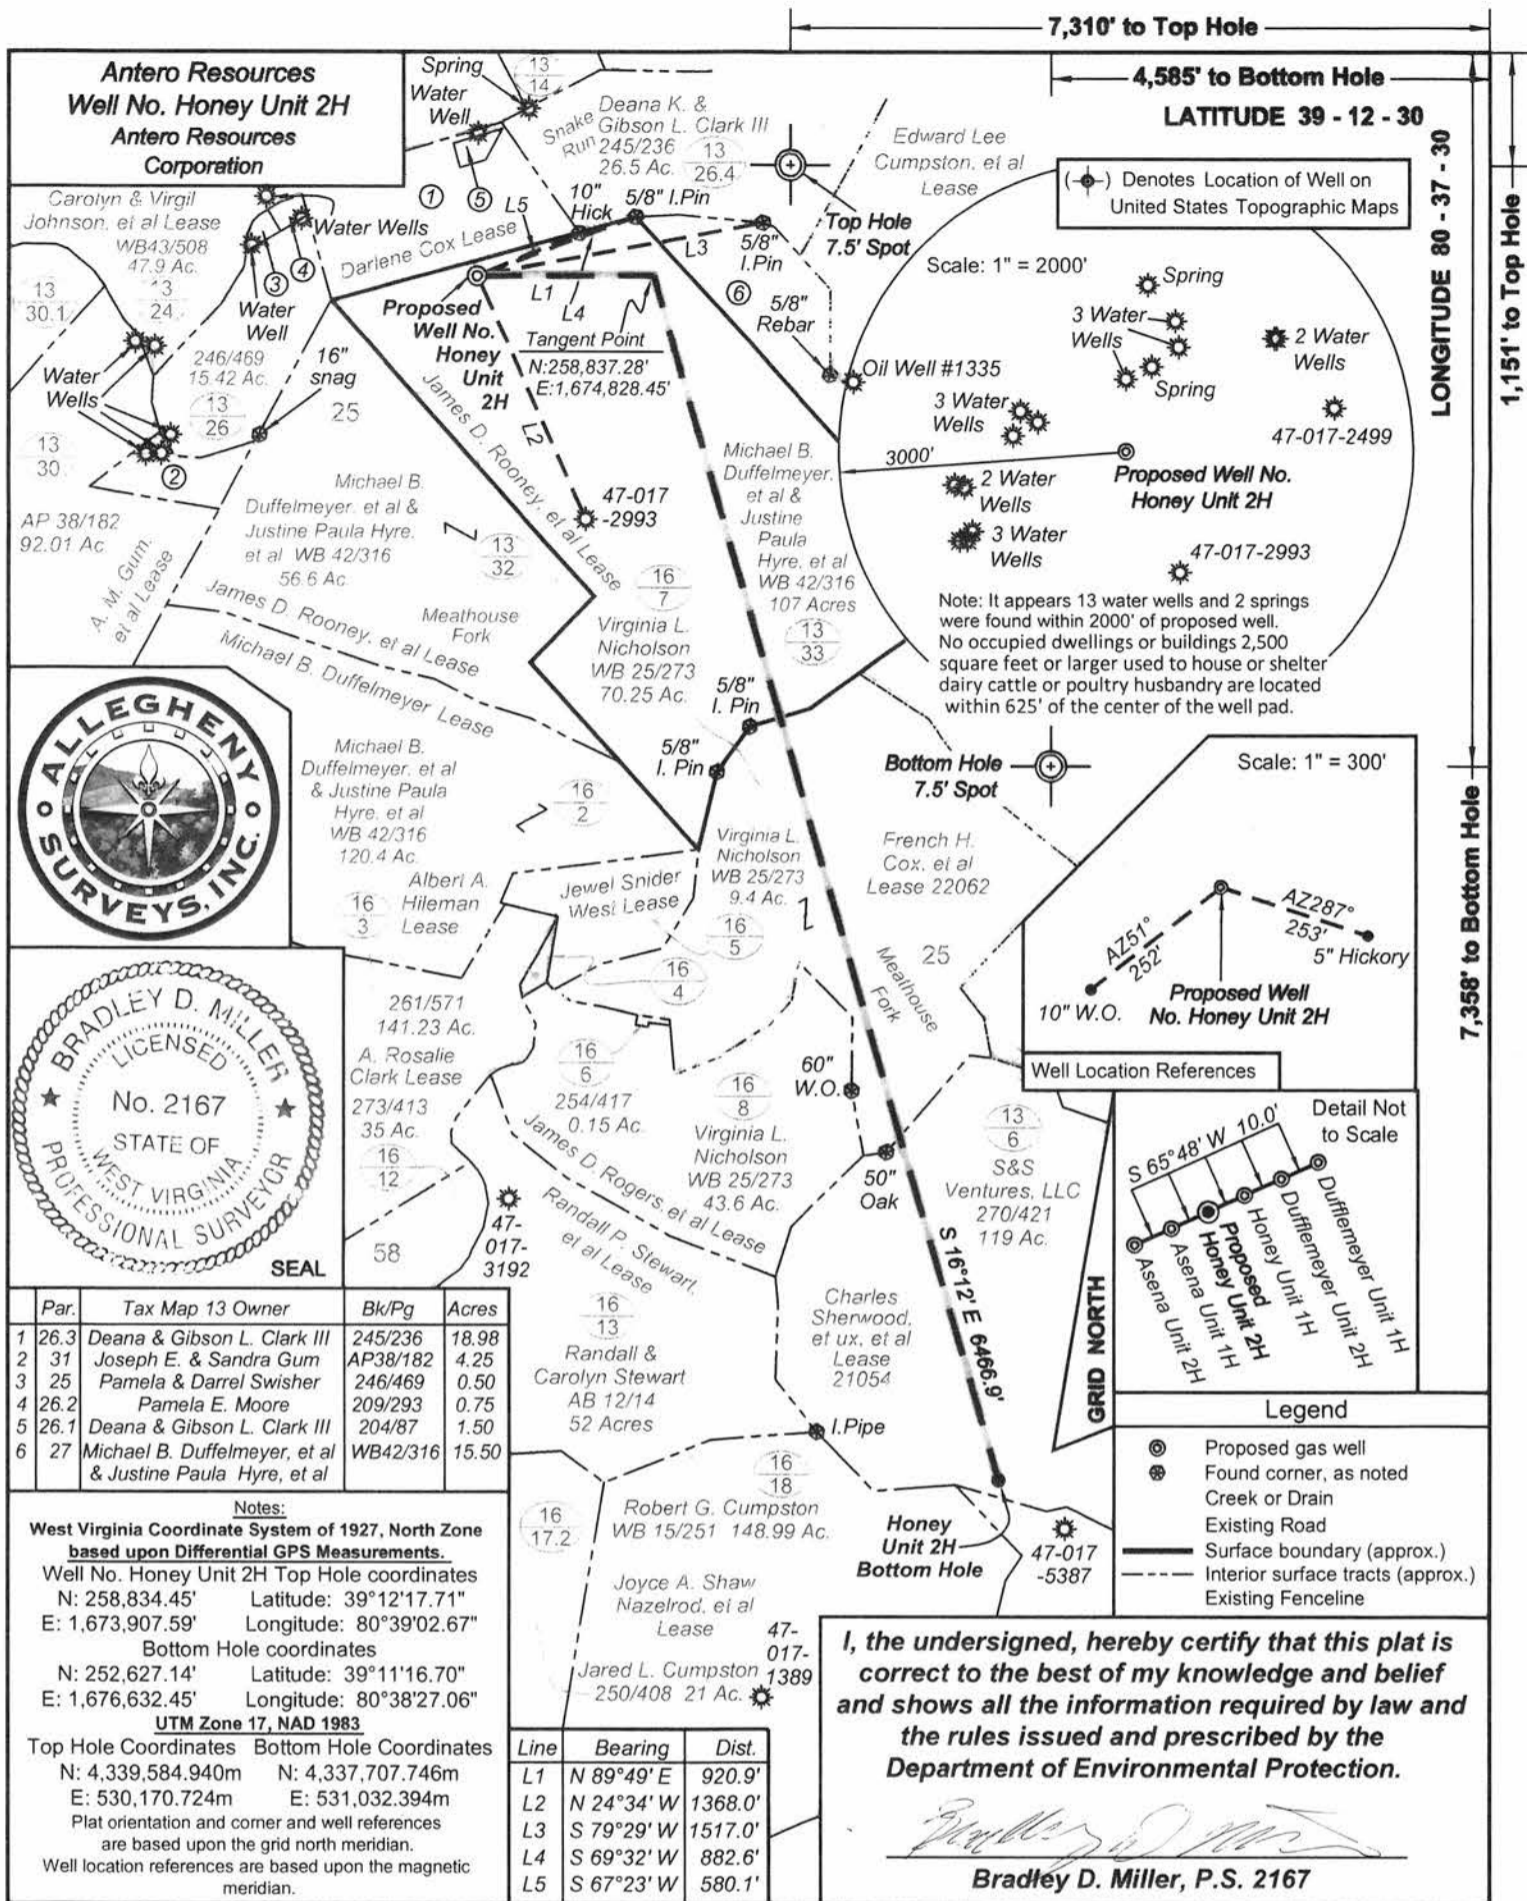 7,310' to Top Hole
4,585' to Bottom Hole
LATITUDE 39 - 12 - 30
LONGITUDE 80 - 37 - 30
1,151' to Top Hole
7,358' to Bottom Hole
Antero Resources
Well No. Honey Unit 2H
Antero Resources
Corporation
Spring
Water
Well
13
14
Snake
Run
Deana K. &
Gibson L. Clark III
245/236
26.5 Ac.
13
26.4
Edward Lee
Cumpston, et al
Lease
Top Hole
7.5' Spot
(-) Denotes Location of Well on
United States Topographic Maps
Carolyn & Virgil
Johnson, et al Lease
WB43/508
47.9 Ac.
13
24
13
30.1
Water Wells
1
5
3
4
Water
Well
Darlene Cox Lease
L5
10"
Hick
5/8" I.Pin
L3
5/8"
I.Pin
L1
L4
6
5/8"
Rebar
Oil Well #1335
Proposed
Well No.
Honey
Unit
2H
Tangent Point
N:258,837.28'
E:1,674,828.45'
L2
47-017
-2993
246/469
15.42 Ac.
13
26
16"
snag
25
Water
Wells
13
30
2
AP 38/182
92.01 Ac
A. M. Gum,
et al Lease
Michael B.
Duffelmeyer, et al &
Justine Paula Hyre,
et al WB 42/316
56.6 Ac.
13
32
James D. Rooney, et al Lease
James D. Rooney, et al Lease
Meathouse
Fork
Michael B. Duffelmeyer Lease
16
7
Virginia L.
Nicholson
WB 25/273
70.25 Ac.
Michael B.
Duffelmeyer,
et al &
Justine
Paula
Hyre, et al
WB 42/316
107 Acres
13
33
Scale: 1" = 2000'
Spring
3 Water
Wells
2 Water
Wells
Spring
3 Water
Wells
47-017-2499
3000'
Proposed Well No.
Honey Unit 2H
2 Water
Wells
3 Water
Wells
47-017-2993
Note: It appears 13 water wells and 2 springs
were found within 2000' of proposed well.
No occupied dwellings or buildings 2,500
square feet or larger used to house or shelter
dairy cattle or poultry husbandry are located
within 625' of the center of the well pad.
ALLEGHENY
SURVEYS, INC.
Michael B.
Duffelmeyer, et al
& Justine Paula
Hyre, et al
WB 42/316
120.4 Ac.
16
2
5/8"
I. Pin
5/8"
I. Pin
Bottom Hole
7.5' Spot
Albert A.
Hileman
Lease
16
3
Jewel Snider
West Lease
Virginia L.
Nicholson
WB 25/273
9.4 Ac.
16
5
16
4
French H.
Cox, et al
Lease 22062
25
Meathouse
Fork
Scale: 1" = 300'
AZ51°
252'
AZ287°
253'
5" Hickory
10" W.O.
Proposed Well
No. Honey Unit 2H
Well Location References
BRADLEY D. MILLER
LICENSED
No. 2167
STATE OF
WEST VIRGINIA
PROFESSIONAL SURVEYOR
SEAL
261/571
141.23 Ac.
A. Rosalie
Clark Lease
273/413
35 Ac.
16
12
58
47-
017-
3192
16
6
254/417
0.15 Ac.
James D. Rogers, et al Lease
Randall P. Stewart,
et al Lease
16
8
Virginia L.
Nicholson
WB 25/273
43.6 Ac.
60"
W.O.
50"
Oak
13
6
S&S
Ventures, LLC
270/421
119 Ac.
S 16°12' E 6466.9'
GRID NORTH
Detail Not
to Scale
S 65°48' W 10.0'
Asena Unit 2H
Asena Unit 1H
Proposed
Honey Unit 2H
Honey Unit 1H
Dufflemeyer Unit 2H
Dufflemeyer Unit 1H
16
13
Randall &
Carolyn Stewart
AB 12/14
52 Acres
Charles
Sherwood,
et ux, et al
Lease
21054
I.Pipe
Par. Tax Map 13 Owner Bk/Pg Acres
1 26.3 Deana & Gibson L. Clark III 245/236 18.98
2 31 Joseph E. & Sandra Gum AP38/182 4.25
3 25 Pamela & Darrel Swisher 246/469 0.50
4 26.2 Pamela E. Moore 209/293 0.75
5 26.1 Deana & Gibson L. Clark III 204/87 1.50
6 27 Michael B. Duffelmeyer, et al WB42/316 15.50
& Justine Paula Hyre, et al
Legend
Proposed gas well
Found corner, as noted
Creek or Drain
Existing Road
Surface boundary (approx.)
Interior surface tracts (approx.)
Existing Fenceline
16
17.2
16
18
Robert G. Cumpston
WB 15/251 148.99 Ac.
Honey
Unit 2H
Bottom Hole
47-017
-5387
Joyce A. Shaw
Nazelrod, et al
Lease
47-
017-
1389
Jared L. Cumpston
250/408 21 Ac.
Notes:
West Virginia Coordinate System of 1927, North Zone
based upon Differential GPS Measurements.
Well No. Honey Unit 2H Top Hole coordinates
N: 258,834.45' Latitude: 39°12'17.71"
E: 1,673,907.59' Longitude: 80°39'02.67"
Bottom Hole coordinates
N: 252,627.14' Latitude: 39°11'16.70"
E: 1,676,632.45' Longitude: 80°38'27.06"
UTM Zone 17, NAD 1983
Top Hole Coordinates Bottom Hole Coordinates
N: 4,339,584.940m N: 4,337,707.746m
E: 530,170.724m E: 531,032.394m
Plat orientation and corner and well references
are based upon the grid north meridian.
Well location references are based upon the magnetic
meridian.
Line Bearing Dist.
L1 N 89°49' E 920.9'
L2 N 24°34' W 1368.0'
L3 S 79°29' W 1517.0'
L4 S 69°32' W 882.6'
L5 S 67°23' W 580.1'
I, the undersigned, hereby certify that this plat is
correct to the best of my knowledge and belief
and shows all the information required by law and
the rules issued and prescribed by the
Department of Environmental Protection.
Bradley D. Miller, P.S. 2167